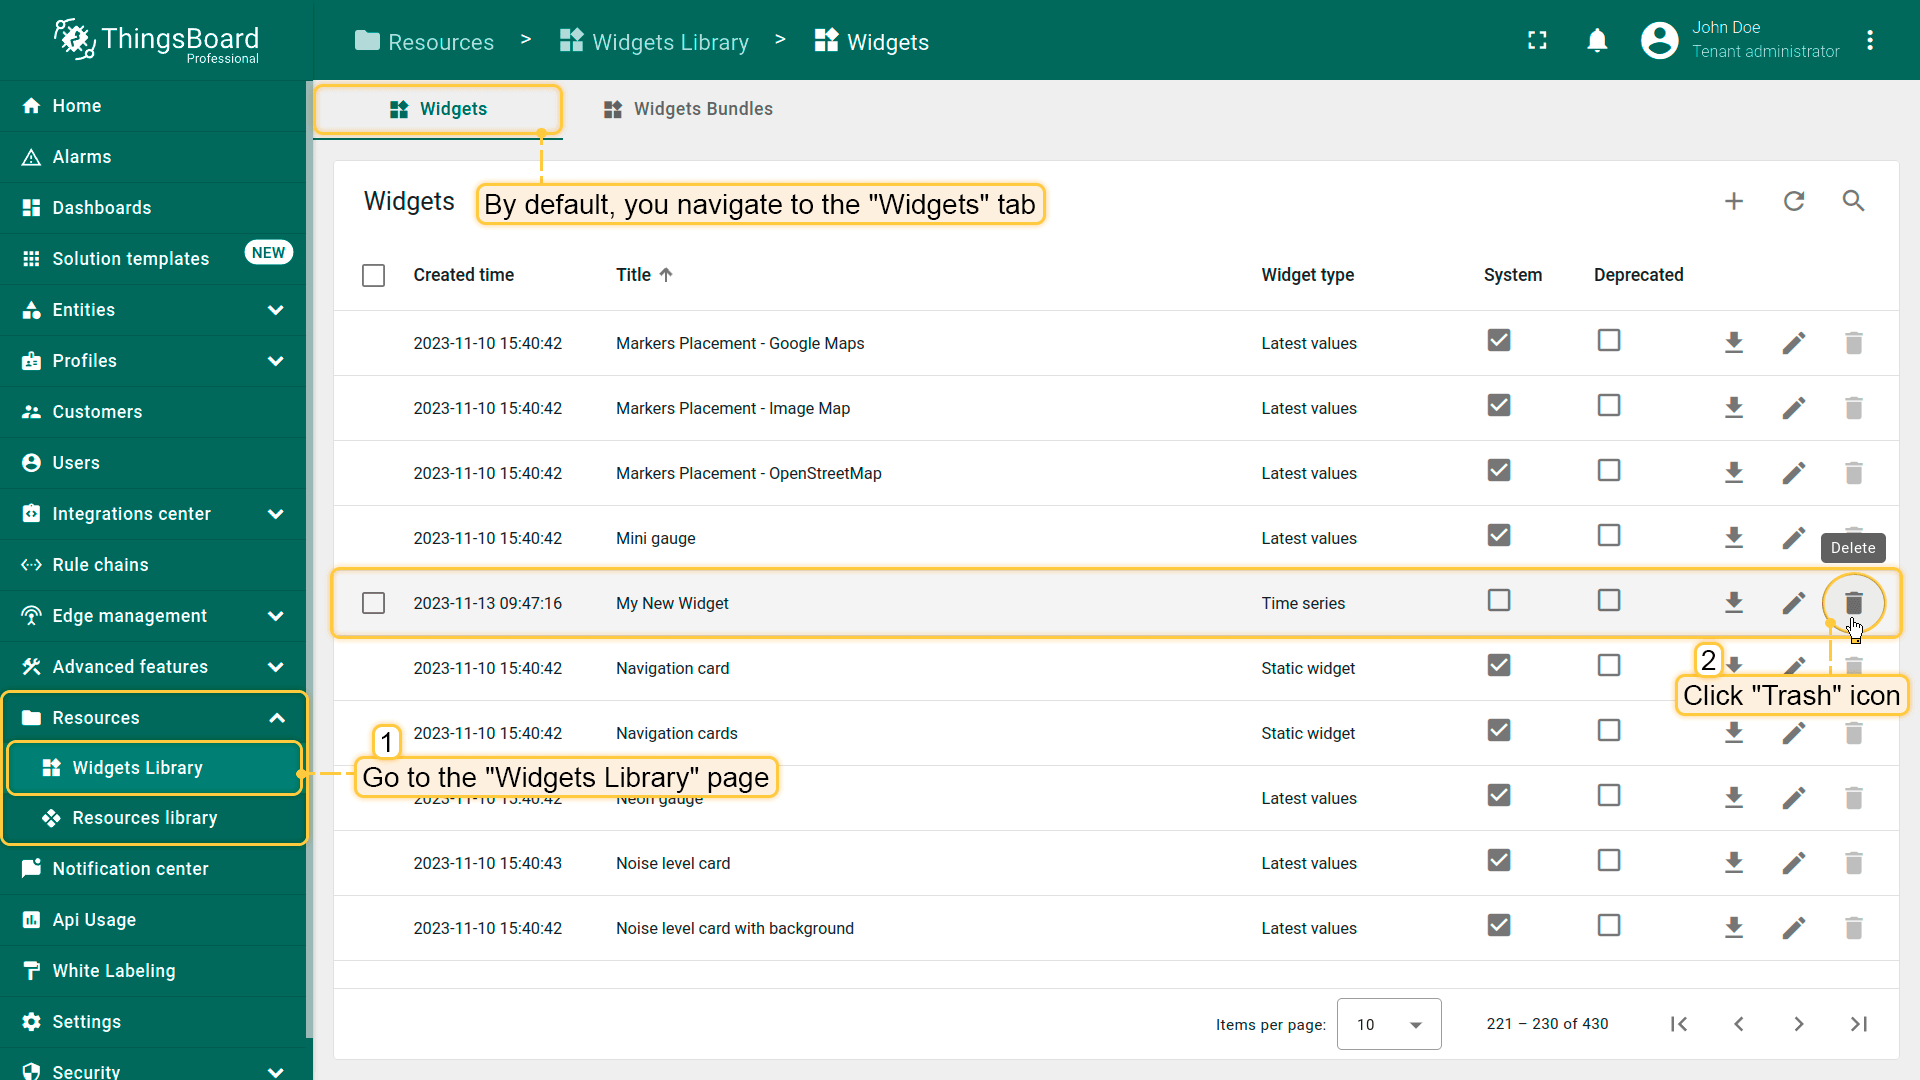 ThingsBoard
Professional
Resources > Widgets Library > Widgets
John Doe
Tenant administrator
Home
Alarms
Dashboards
Solution templates NEW
Entities
Profiles
Customers
Users
Integrations center
Rule chains
Edge management
Advanced features
Resources
Widgets Library
Resources library
Notification center
Api Usage
White Labeling
Settings
Security
Widgets Widgets Bundles
Widgets By default, you navigate to the "Widgets" tab
Created time Title Widget type System Deprecated
2023-11-10 15:40:42 Markers Placement - Google Maps Latest values
2023-11-10 15:40:42 Markers Placement - Image Map Latest values
2023-11-10 15:40:42 Markers Placement - OpenStreetMap Latest values
2023-11-10 15:40:42 Mini gauge Latest values
Delete
2023-11-13 09:47:16 My New Widget Time series
2023-11-10 15:40:42 Navigation card Static widget
2
Click "Trash" icon
2023-11-10 15:40:42 Navigation cards Static widget
1
Go to the "Widgets Library" page
2023-11-10 15:40:42 Neon gauge Latest values
2023-11-10 15:40:43 Noise level card Latest values
2023-11-10 15:40:42 Noise level card with background Latest values
Items per page: 10 221 – 230 of 430